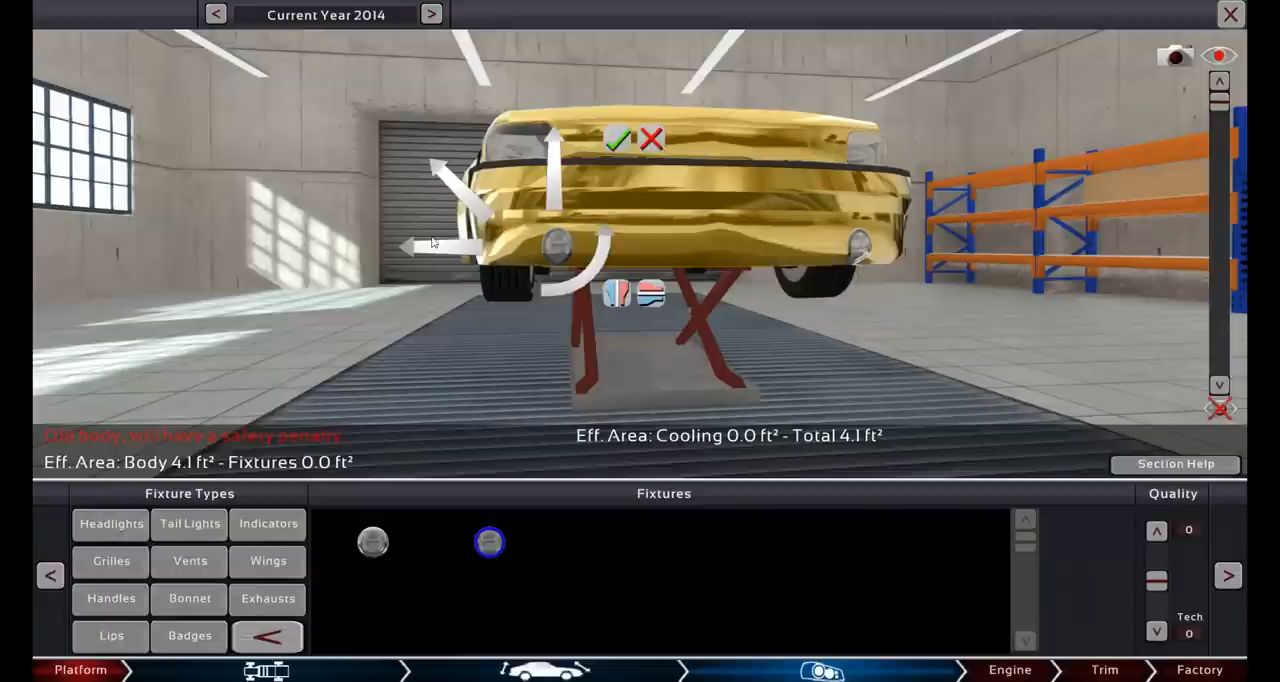 Current Year 2014
Old body, will have a safety penalty
Eff. Area: Cooling 0.0 ft² - Total 4.1 ft²
Eff. Area: Body 4.1 ft² - Fixtures 0.0 ft²
Section Help
Fixture Types
Fixtures
Quality
Headlights
Tail Lights
Indicators
0
Grilles
Vents
Wings
Handles
Bonnet
Exhausts
Tech
0
Lips
Badges
Platform
Engine
Trim
Factory